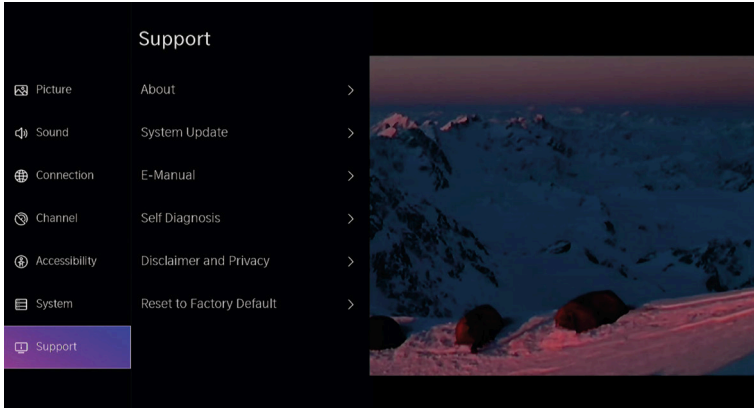 Support
Picture
Sound
Connection
Channel
Accessibility
System
Support
About
System Update
E-Manual
Self Diagnosis
Disclaimer and Privacy
Reset to Factory Default